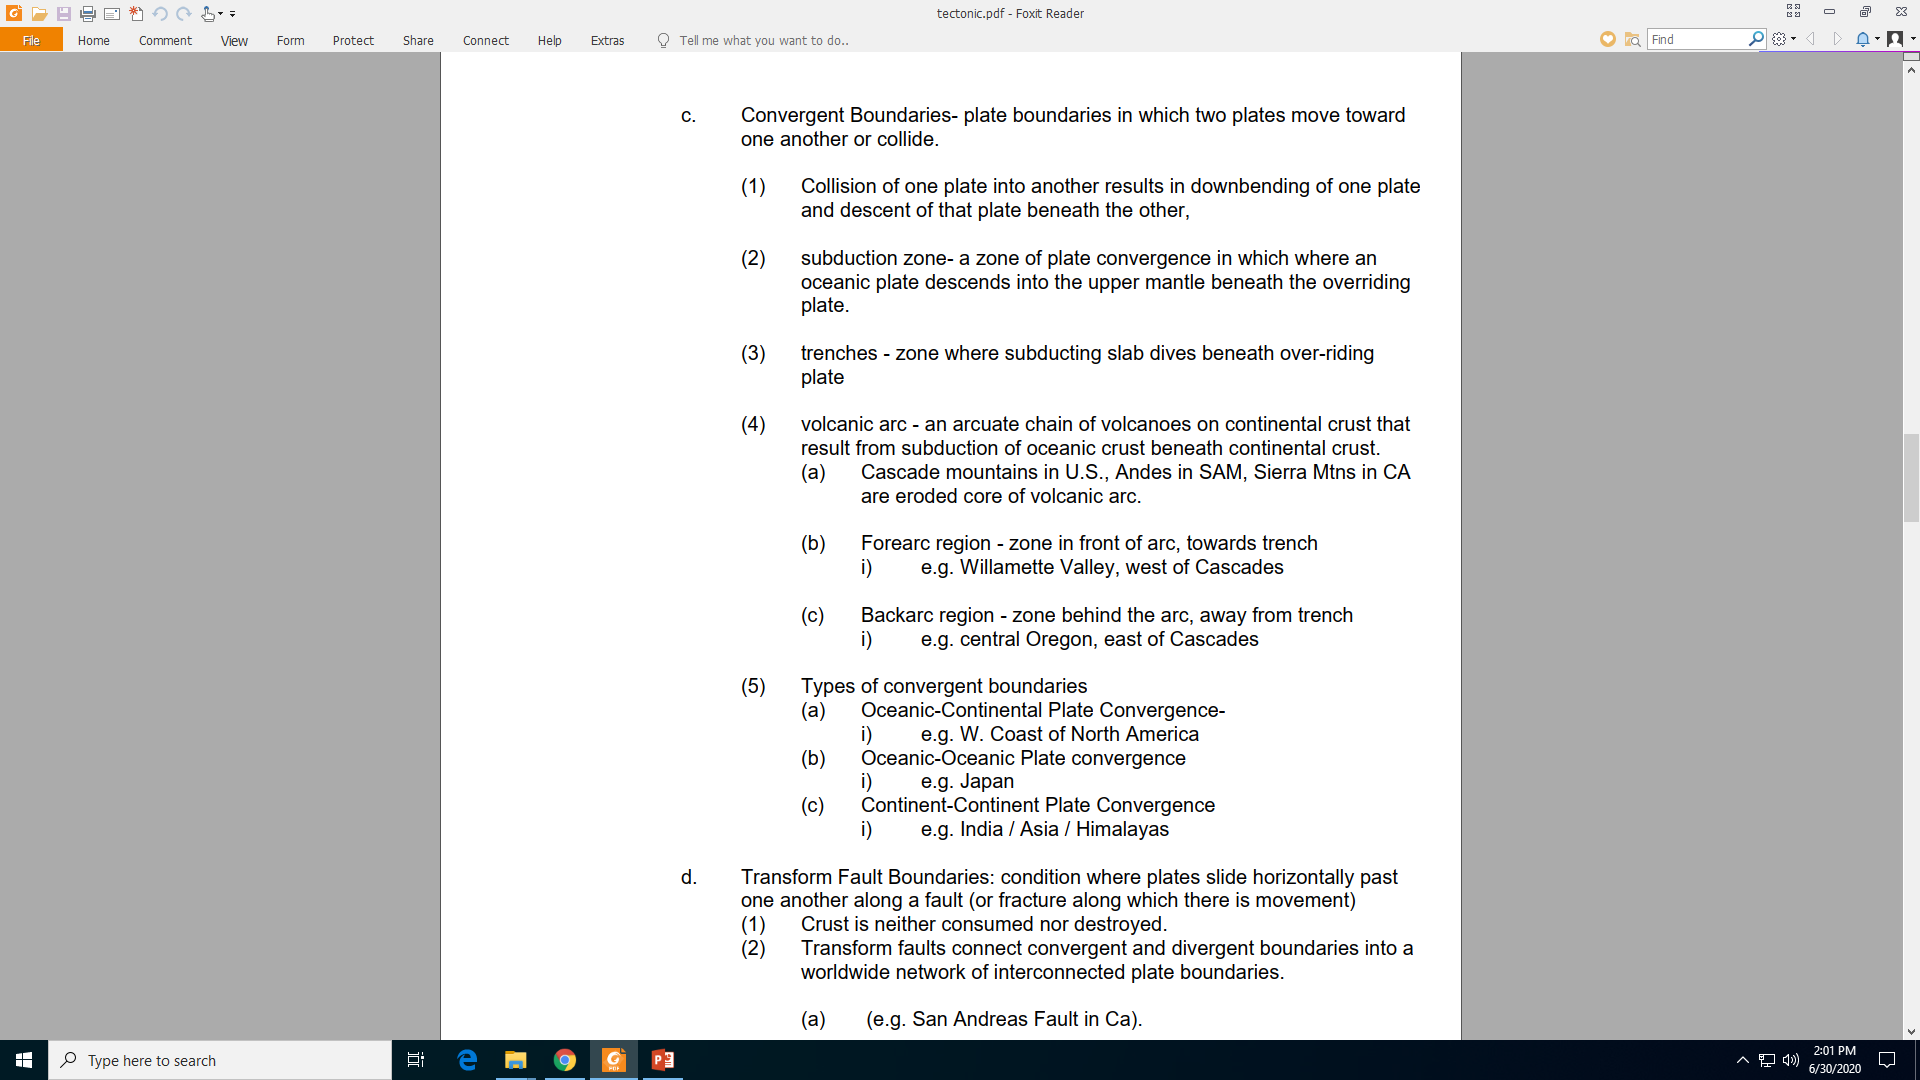 tectonic.pdf - Foxit Reader
File Home Comment View Form Protect Share Connect Help Extras Tell me what you want to do.. Find
c. Convergent Boundaries- plate boundaries in which two plates move toward
one another or collide.
(1) Collision of one plate into another results in downbending of one plate
and descent of that plate beneath the other,
(2) subduction zone- a zone of plate convergence in which where an
oceanic plate descends into the upper mantle beneath the overriding
plate.
(3) trenches - zone where subducting slab dives beneath over-riding
plate
(4) volcanic arc - an arcuate chain of volcanoes on continental crust that
result from subduction of oceanic crust beneath continental crust.
(a) Cascade mountains in U.S., Andes in SAM, Sierra Mtns in CA
are eroded core of volcanic arc.
(b) Forearc region - zone in front of arc, towards trench
i) e.g. Willamette Valley, west of Cascades
(c) Backarc region - zone behind the arc, away from trench
i) e.g. central Oregon, east of Cascades
(5) Types of convergent boundaries
(a) Oceanic-Continental Plate Convergence-
i) e.g. W. Coast of North America
(b) Oceanic-Oceanic Plate convergence
i) e.g. Japan
(c) Continent-Continent Plate Convergence
i) e.g. India / Asia / Himalayas
d. Transform Fault Boundaries: condition where plates slide horizontally past
one another along a fault (or fracture along which there is movement)
(1) Crust is neither consumed nor destroyed.
(2) Transform faults connect convergent and divergent boundaries into a
worldwide network of interconnected plate boundaries.
(a) (e.g. San Andreas Fault in Ca).
Type here to search
2:01 PM
6/30/2020